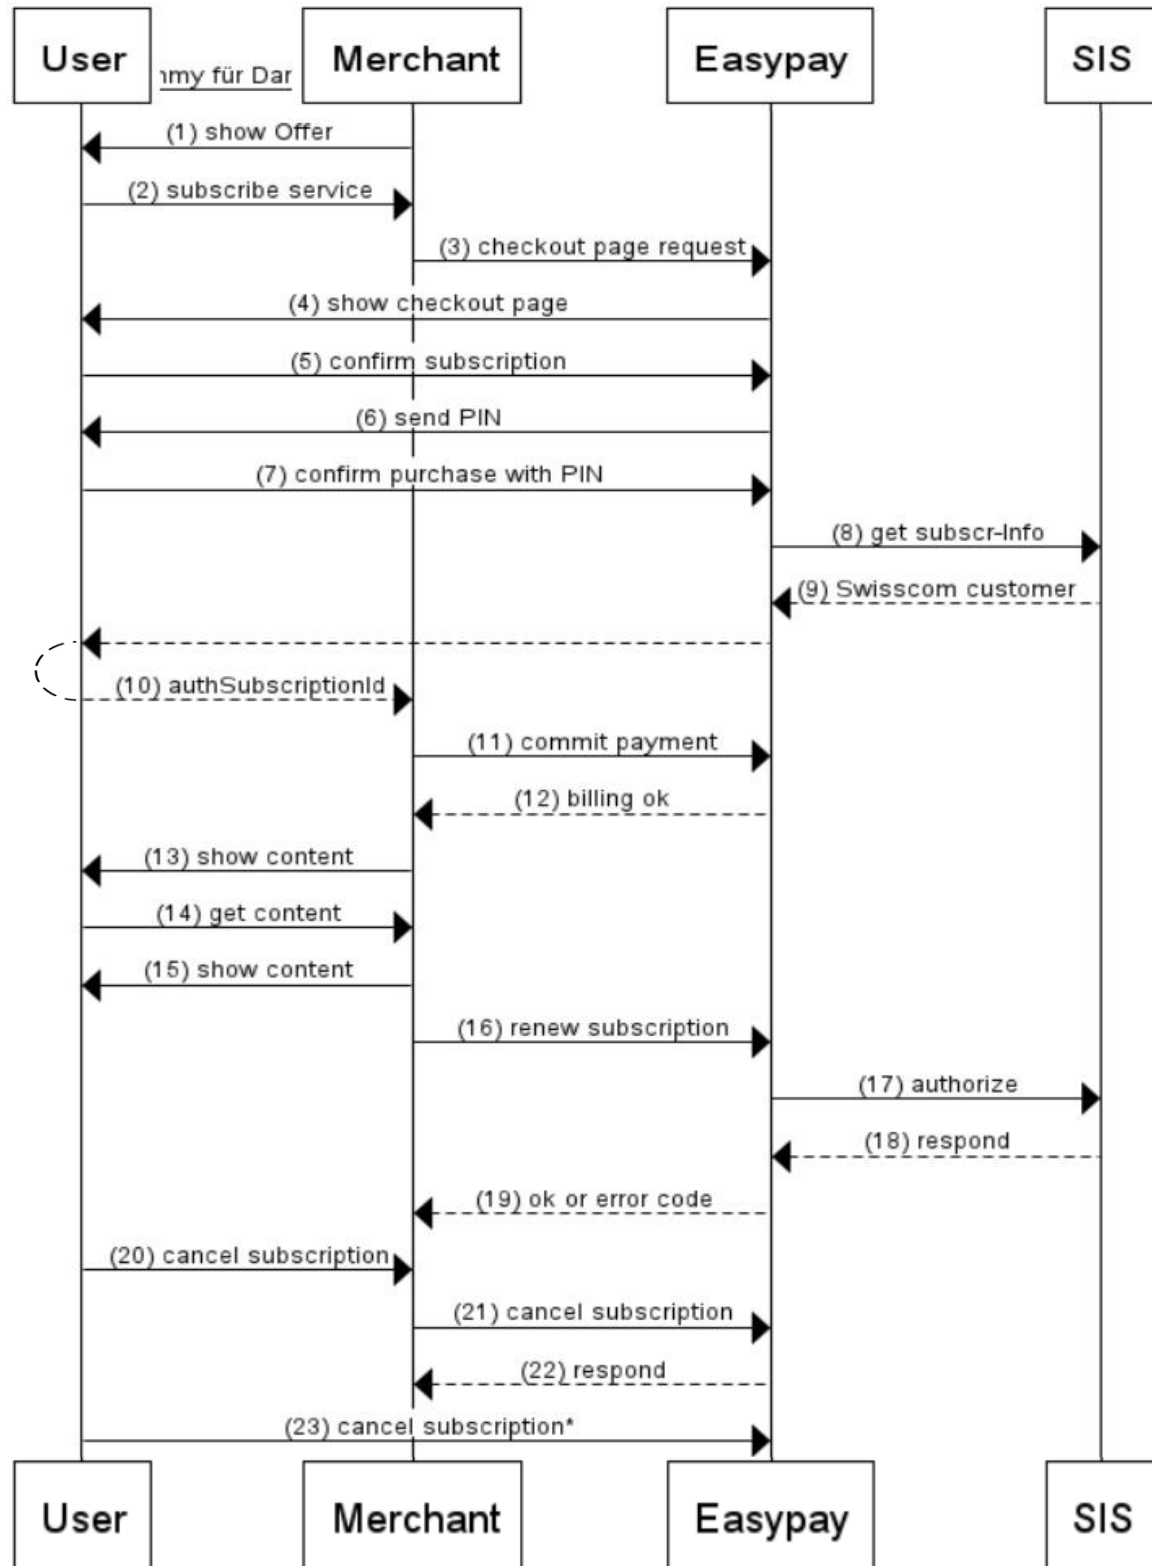 User
Merchant
Easypay
SIS
für Dar
(1) show Offer
(2) subscribe service
(3) checkout page request
(4) show checkout page
(5) confirm subscription
(6) send PIN
(7) confirm purchase with PIN
(8) get subscr-Info
(9) Swisscom customer
(10) authSubscriptionId
(11) commit payment
(12) billing ok
(13) show content
(14) get content
(15) show content
(16) renew subscription
(17) authorize
(18) respond
(19) ok or error code
(20) cancel subscription
(21) cancel subscription
(22) respond
(23) cancel subscription*
User
Merchant
Easypay
SIS